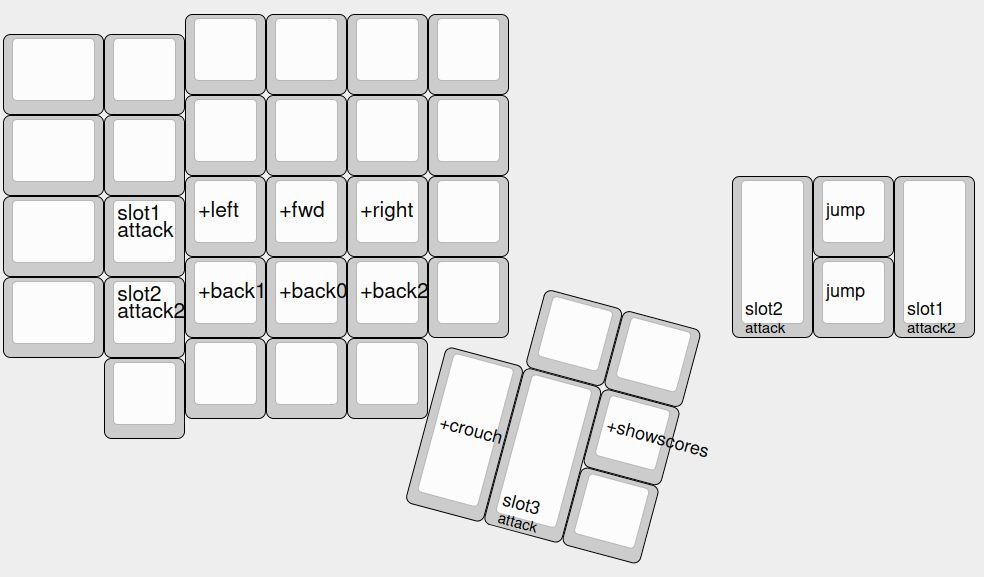 slot1
attack
+left
+fwd
+right
slot2
attack2
+back1
+back0
+back2
+crouch
slot3
attack
+showscores
slot2
attack
jump
jump
slot1
attack2